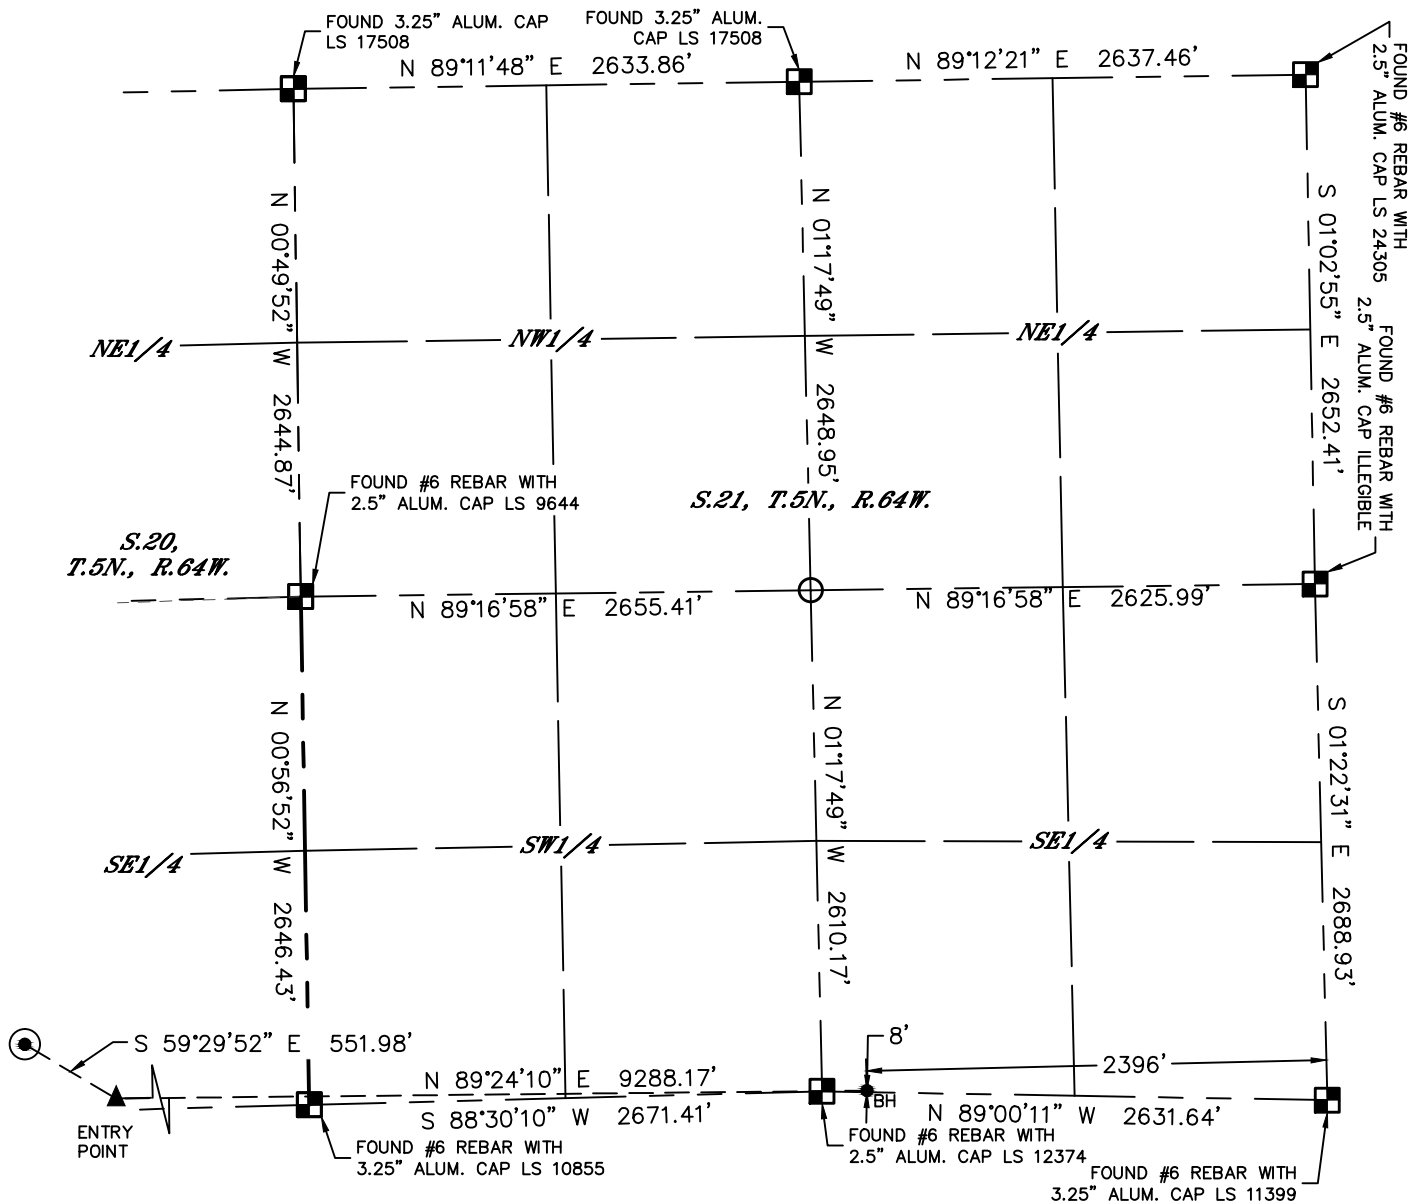 FOUND 3.25” ALUM. CAP
LS 17508
FOUND 3.25” ALUM.
CAP LS 17508
N 89°11'48” E 2633.86'
N 89°12'21” E 2637.46'
FOUND #6 REBAR WITH
2.5” ALUM. CAP LS 24305
N 00°49'52” W 2644.87'
N 01°17'49” W 2648.95'
S 01°02'55” E 2652.41'
NE1/4
NW1/4
NE1/4
FOUND #6 REBAR WITH
2.5” ALUM. CAP ILLEGIBLE
FOUND #6 REBAR WITH
2.5” ALUM. CAP LS 9644
S.21, T.5N., R.64W.
S.20,
T.5N., R.64W.
N 89°16'58” E 2655.41'
N 89°16'58” E 2625.99'
N 00°56'52” W 2646.43'
N 01°17'49” W 2610.17'
S 01°22'31” E 2688.93'
SE1/4
SW1/4
SE1/4
S 59°29'52” E 551.98'
8'
2396'
N 89°24'10” E 9288.17'
BH
S 88°30'10” W 2671.41'
N 89°00'11” W 2631.64'
ENTRY
POINT
FOUND #6 REBAR WITH
3.25” ALUM. CAP LS 10855
FOUND #6 REBAR WITH
2.5” ALUM. CAP LS 12374
FOUND #6 REBAR WITH
3.25” ALUM. CAP LS 11399